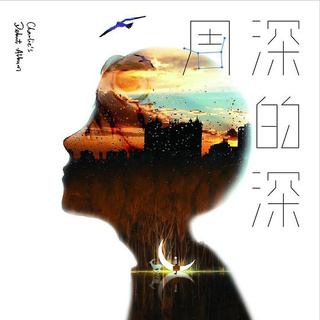 Charlie's
Debut Album
周深
的
深